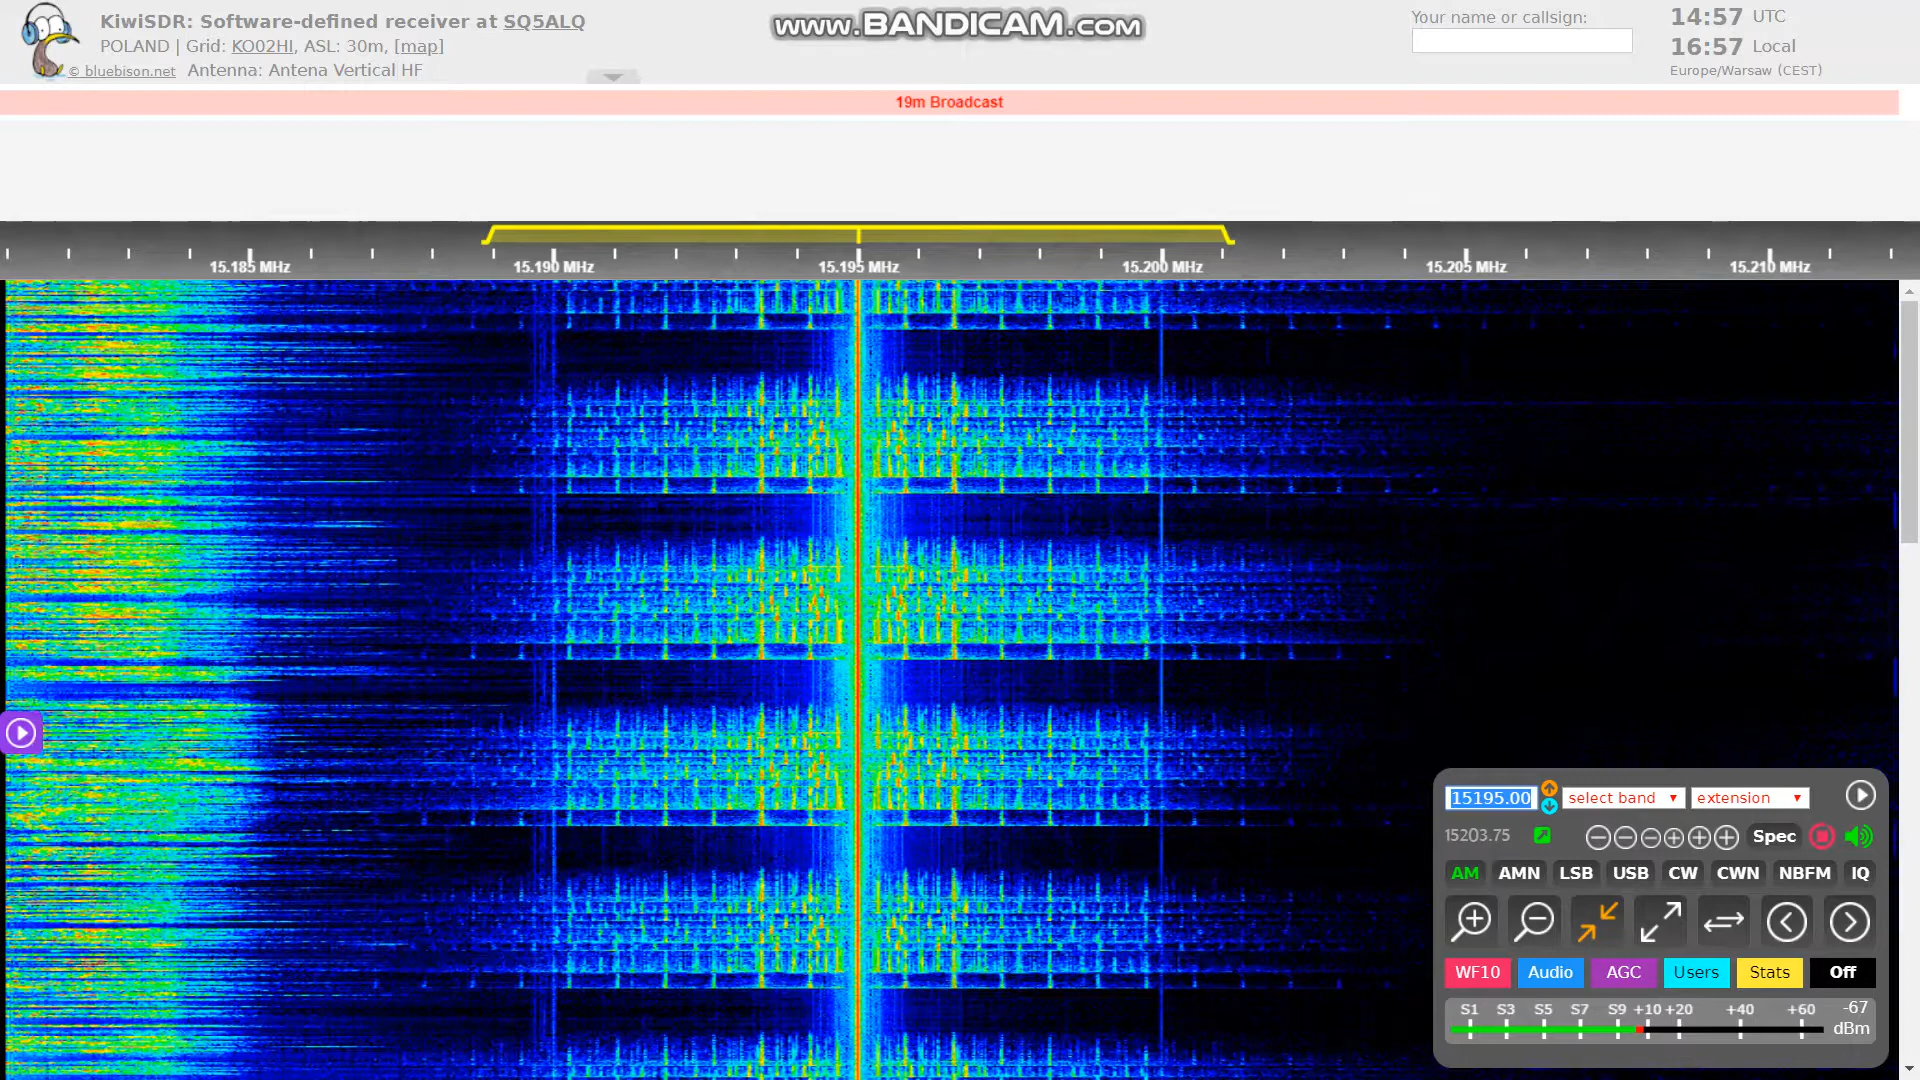 KiwiSDR: Software-defined receiver at SQ5ALQ
POLAND | Grid: KO02HI, ASL: 30m, [map]
© bluebison.net Antenna: Antena Vertical HF
www.BANDICAM.com
Your name or callsign:
14:57 UTC
16:57 Local
Europe/Warsaw (CEST)
19m Broadcast
15.185 MHz 15.190 MHz 15.195 MHz 15.200 MHz 15.205 MHz 15.210 MHz
15195.00 select band extension
15203.75 Spec
AM AMN LSB USB CW CWN NBFM IQ
WF10 Audio AGC Users Stats Off
S1 S3 S5 S7 S9 +10 +20 +40 +60 -67
dBm